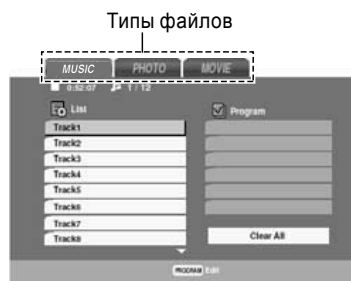 Типы файлов
MUSIC PHOTO MOVIE
0:52:07 1 / 12
List Program
Track1
Track2
Track3
Track4
Track5
Track6
Track7
Track8
Clear All
PROGRAM Edit